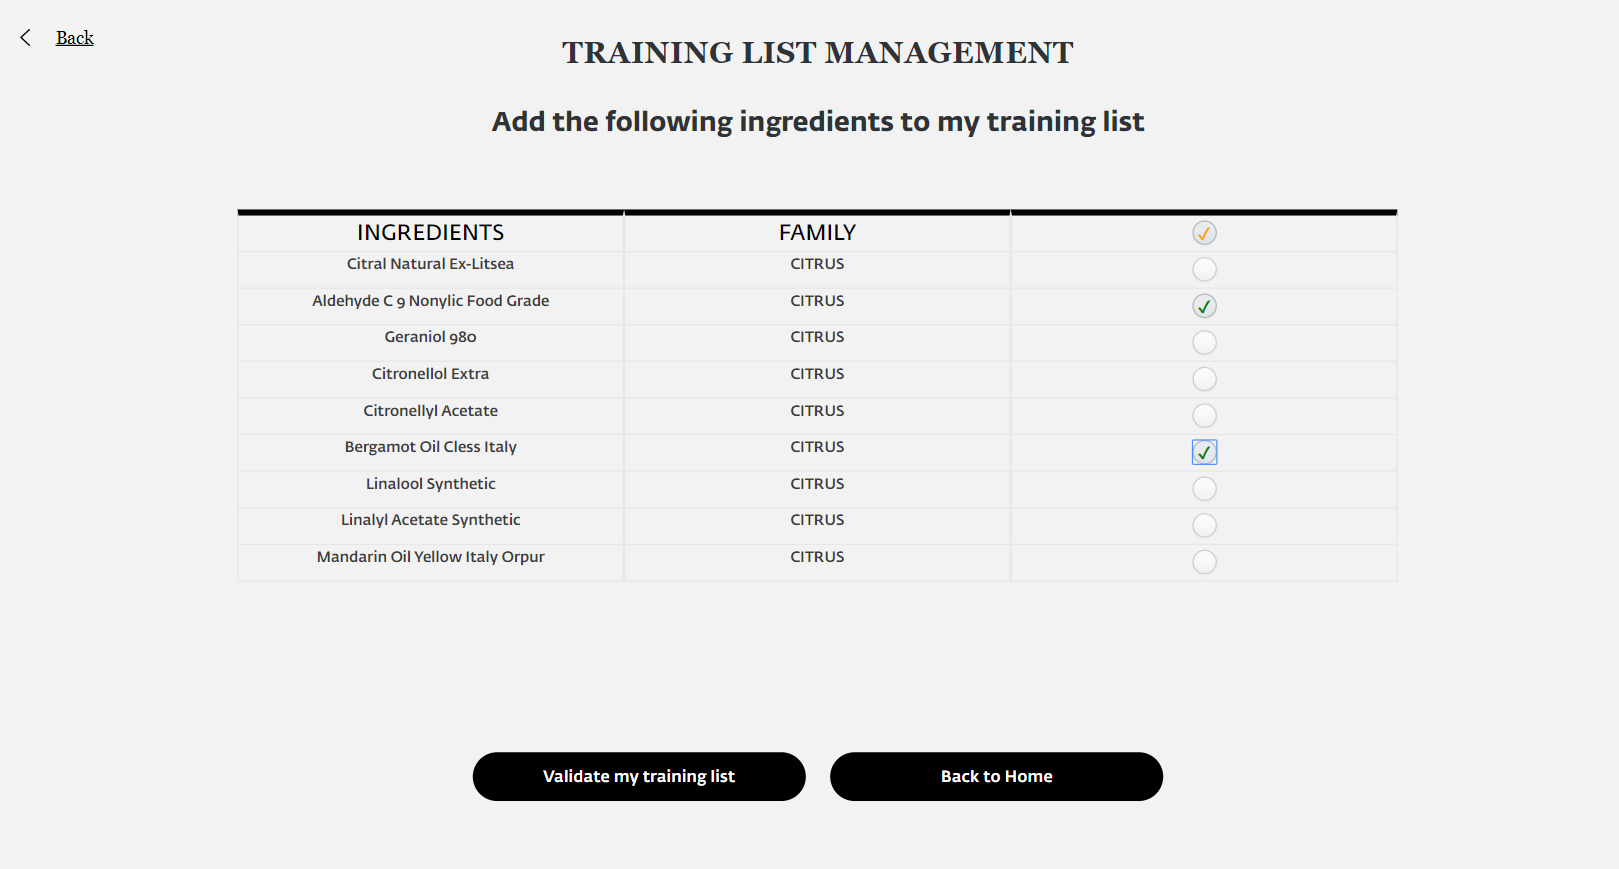 Back
TRAINING LIST MANAGEMENT
Add the following ingredients to my training list
INGREDIENTS FAMILY
Citral Natural Ex-Litsea CITRUS
Aldehyde C 9 Nonylic Food Grade CITRUS
Geraniol 980 CITRUS
Citronellol Extra CITRUS
Citronellyl Acetate CITRUS
Bergamot Oil Cless Italy CITRUS
Linalool Synthetic CITRUS
Linalyl Acetate Synthetic CITRUS
Mandarin Oil Yellow Italy Orpur CITRUS
Validate my training list Back to Home